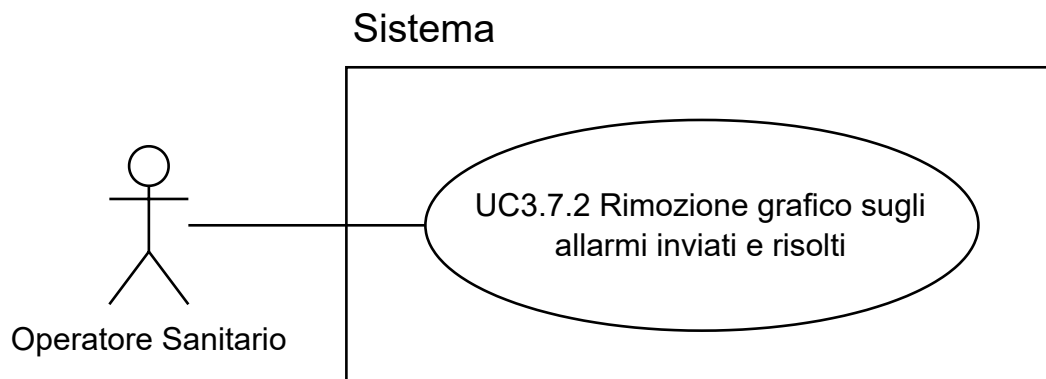 Sistema
UC3.7.2 Rimozione grafico sugli
allarmi inviati e risolti
Operatore Sanitario